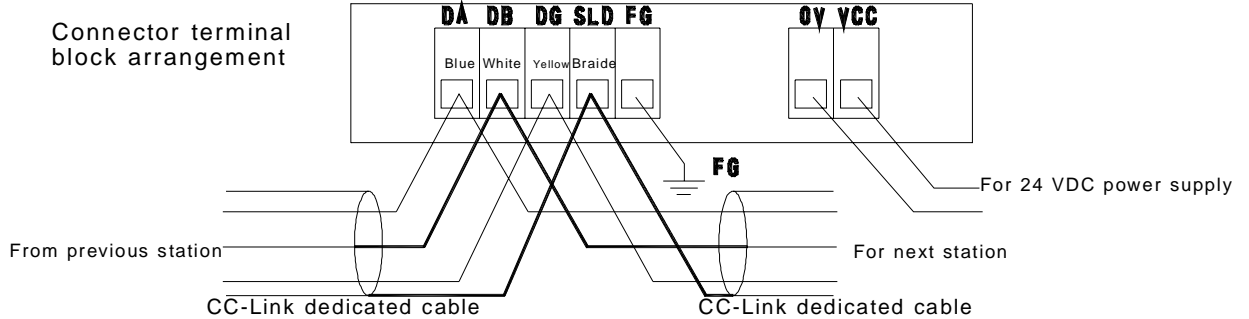 Connector terminal
block arrangement
DA DB DG SLD FG
0V VCC
Blue White Yellow Braide
FG
For 24 VDC power supply
From previous station
For next station
CC-Link dedicated cable
CC-Link dedicated cable